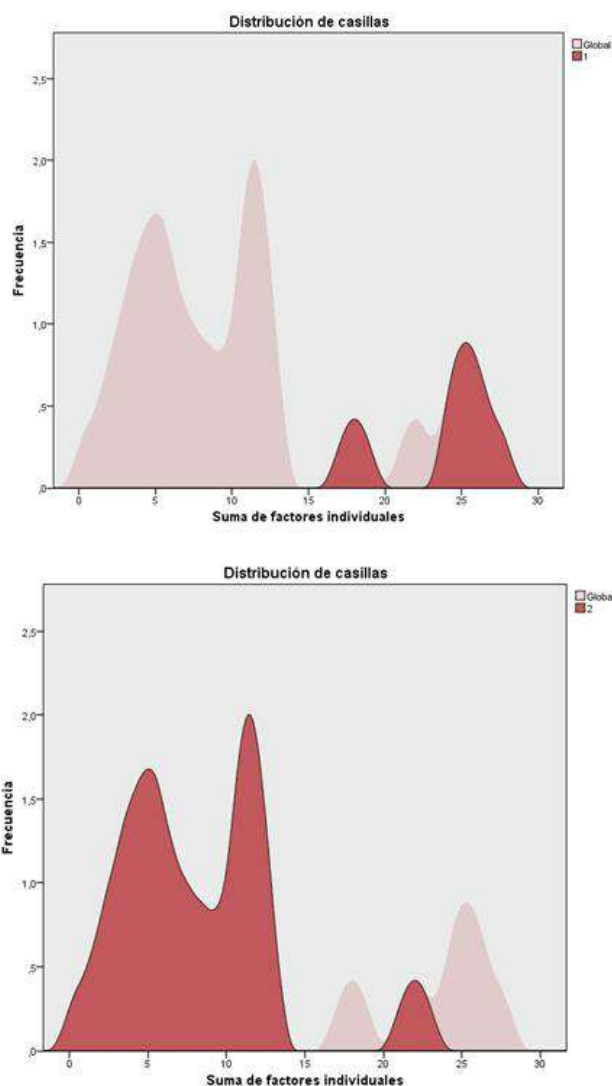 Distribución de casillas
Global
1
2,5
2,0
1,5
1,0
,5
,0
Frecuencia
0 5 10 15 20 25 30
Suma de factores individuales
Distribución de casillas
Globa
2
2,5
2,0
1,5
1,0
,5
,0
Frecuencia
0 5 10 15 20 25 30
Suma de factores individuales